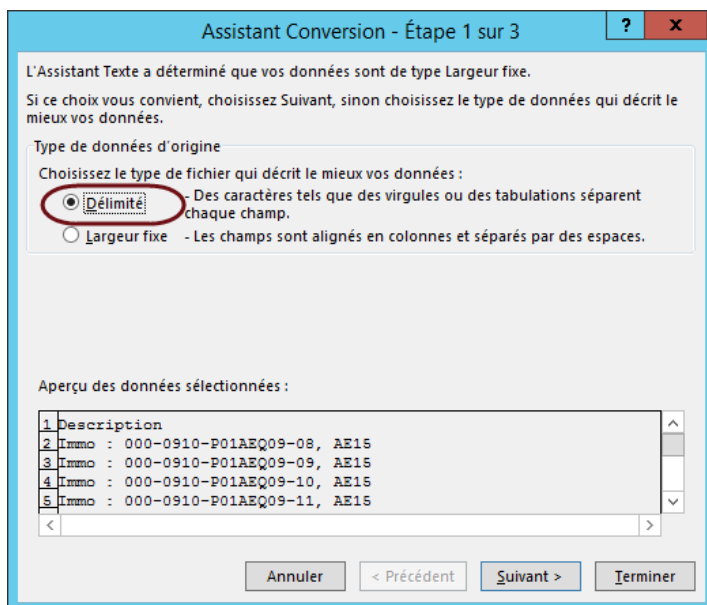 Assistant Conversion - Étape 1 sur 3
?
x
L'Assistant Texte a déterminé que vos données sont de type Largeur fixe.
Si ce choix vous convient, choisissez Suivant, sinon choisissez le type de données qui décrit le
mieux vos données.
Type de données d'origine
Choisissez le type de fichier qui décrit le mieux vos données :
Délimité - Des caractères tels que des virgules ou des tabulations séparent
chaque champ.
Largeur fixe - Les champs sont alignés en colonnes et séparés par des espaces.
Aperçu des données sélectionnées :
1 Description
2 Immo : 000-0910-P01AEQ09-08, AE15
3 Immo : 000-0910-P01AEQ09-09, AE15
4 Immo : 000-0910-P01AEQ09-10, AE15
5 Immo : 000-0910-P01AEQ09-11, AE15
Annuler < Précédent Suivant > Terminer